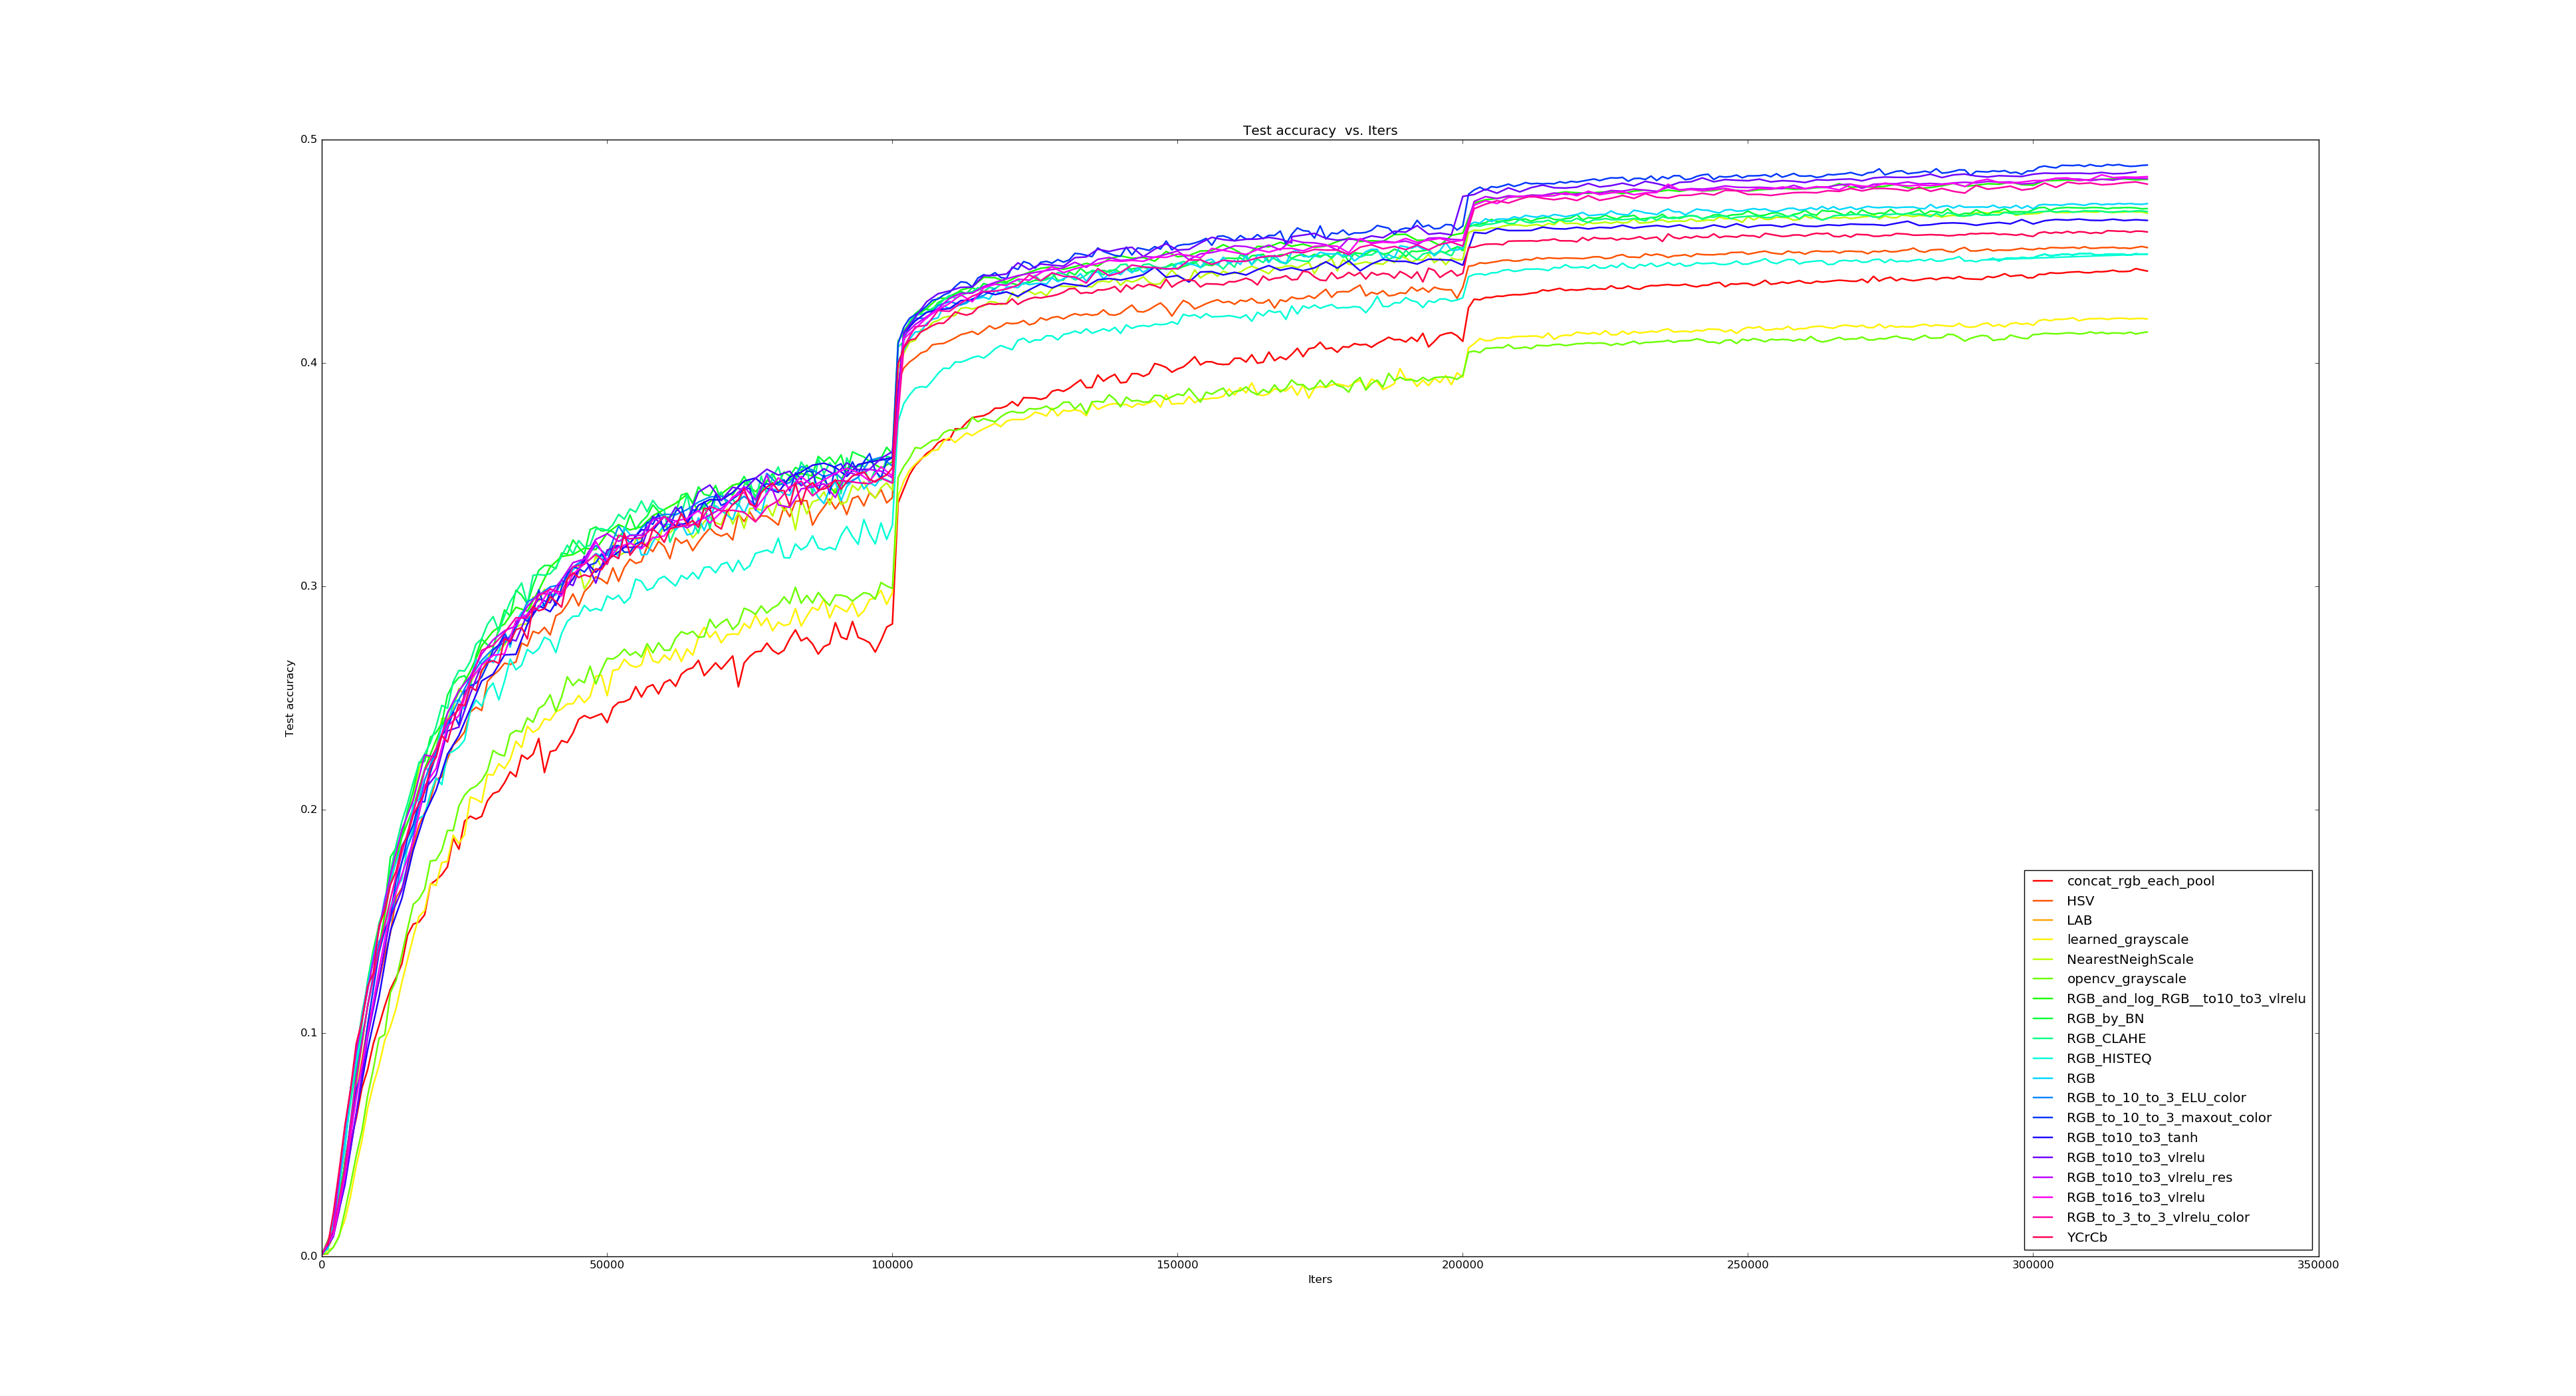 Test accuracy  vs. Iters
0.5
0.4
0.3
0.2
0.1
0.0
Test accuracy
0
50000
100000
150000
200000
250000
300000
350000
Iters
concat_rgb_each_pool
HSV
LAB
learned_grayscale
NearestNeighScale
opencv_grayscale
RGB_and_log_RGB__to10_to3_vlrelu
RGB_by_BN
RGB_CLAHE
RGB_HISTEQ
RGB
RGB_to_10_to_3_ELU_color
RGB_to_10_to_3_maxout_color
RGB_to10_to3_tanh
RGB_to10_to3_vlrelu
RGB_to10_to3_vlrelu_res
RGB_to16_to3_vlrelu
RGB_to_3_to_3_vlrelu_color
YCrCb